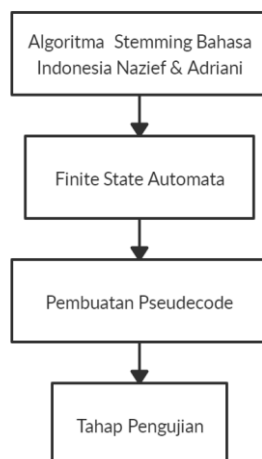 Algoritma Stemming Bahasa
Indonesia Nazief & Adriani
Finite State Automata
Pembuatan Pseudecode
Tahap Pengujian